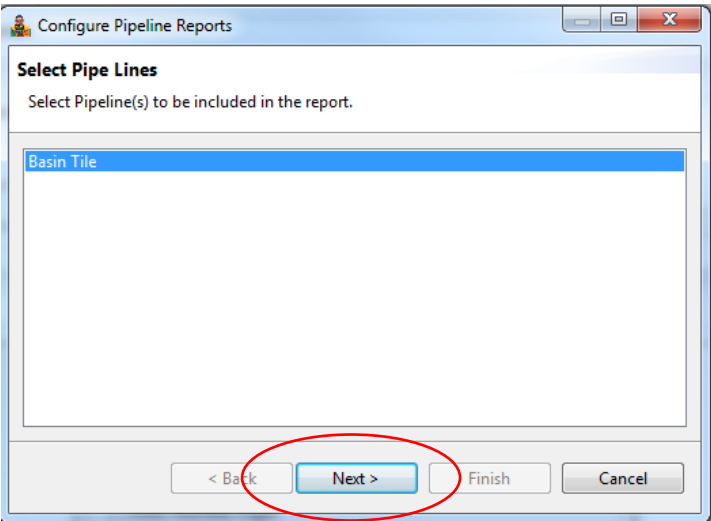 Configure Pipeline Reports
Select Pipe Lines
Select Pipeline(s) to be included in the report.
Basin Tile
< Back Next > Finish Cancel